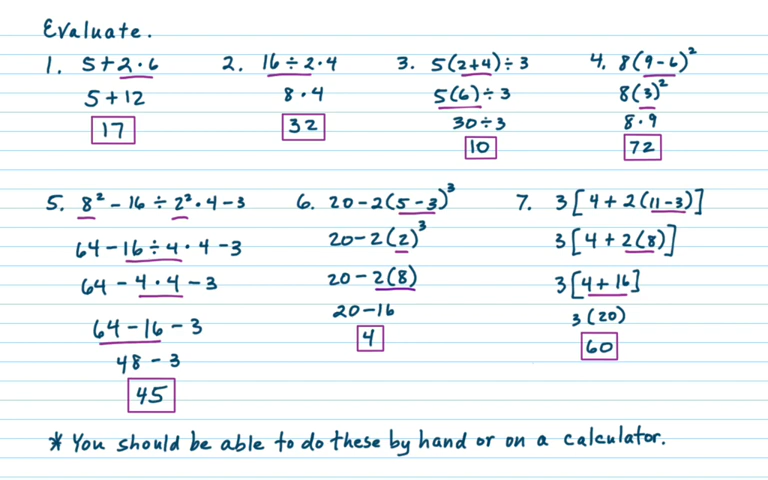 Evaluate.
1. 5 + 2 · 6
5 + 12
17
2. 16 ÷ 2 · 4
8 · 4
32
3. 5(2+4) ÷ 3
5(6) ÷ 3
30 ÷ 3
10
4. 8(9-6)²
8(3)²
8 · 9
72
5. 8² - 16 ÷ 2² · 4 - 3
64 - 16 ÷ 4 · 4 - 3
64 - 4 · 4 - 3
64 - 16 - 3
48 - 3
45
6. 20 - 2(5-3)³
20 - 2(2)³
20 - 2(8)
20 - 16
4
7. 3[4 + 2(11-3)]
3[4 + 2(8)]
3[4 + 16]
3(20)
60
* You should be able to do these by hand or on a calculator.